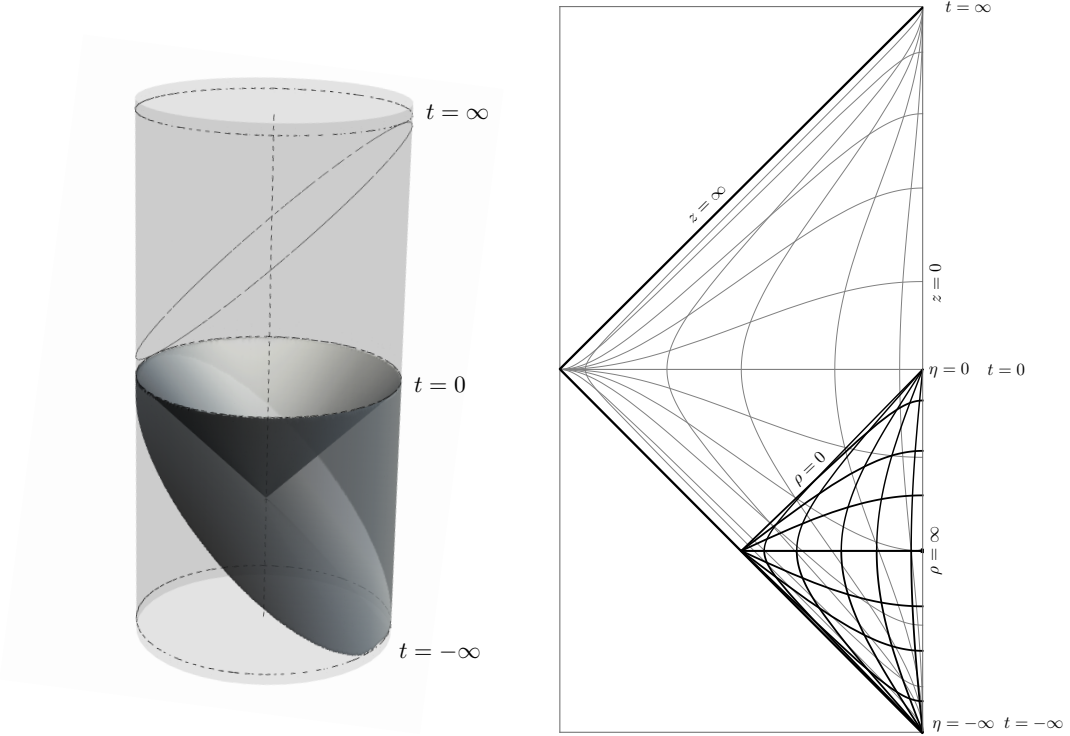 t = ∞
t = 0
t = −∞
t = ∞
z = ∞
z = 0
η = 0 t = 0
ρ = 0
ρ = ∞
η = −∞ t = −∞